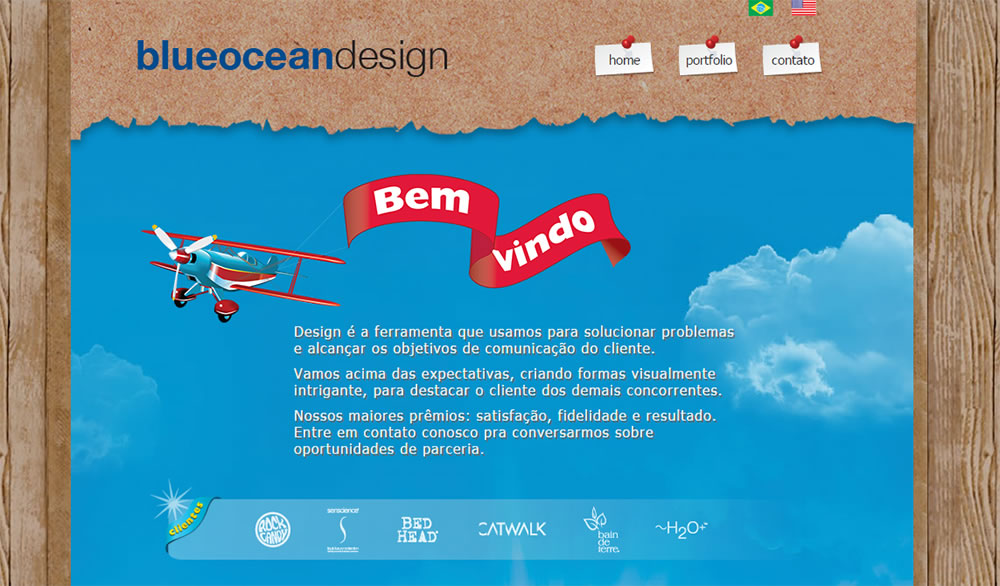 blueoceandesign
home
portfolio
contato
Bem
vindo
Design é a ferramenta que usamos para solucionar problemas
e alcançar os objetivos de comunicação do cliente.
Vamos acima das expectativas, criando formas visualmente
intrigante, para destacar o cliente dos demais concorrentes.
Nossos maiores prêmios: satisfação, fidelidade e resultado.
Entre em contato conosco pra conversarmos sobre
oportunidades de parceria.
clientes
ROCK
CANDY
senscience
BED
HEAD
CATWALK
bain
de
terre
~H2O+